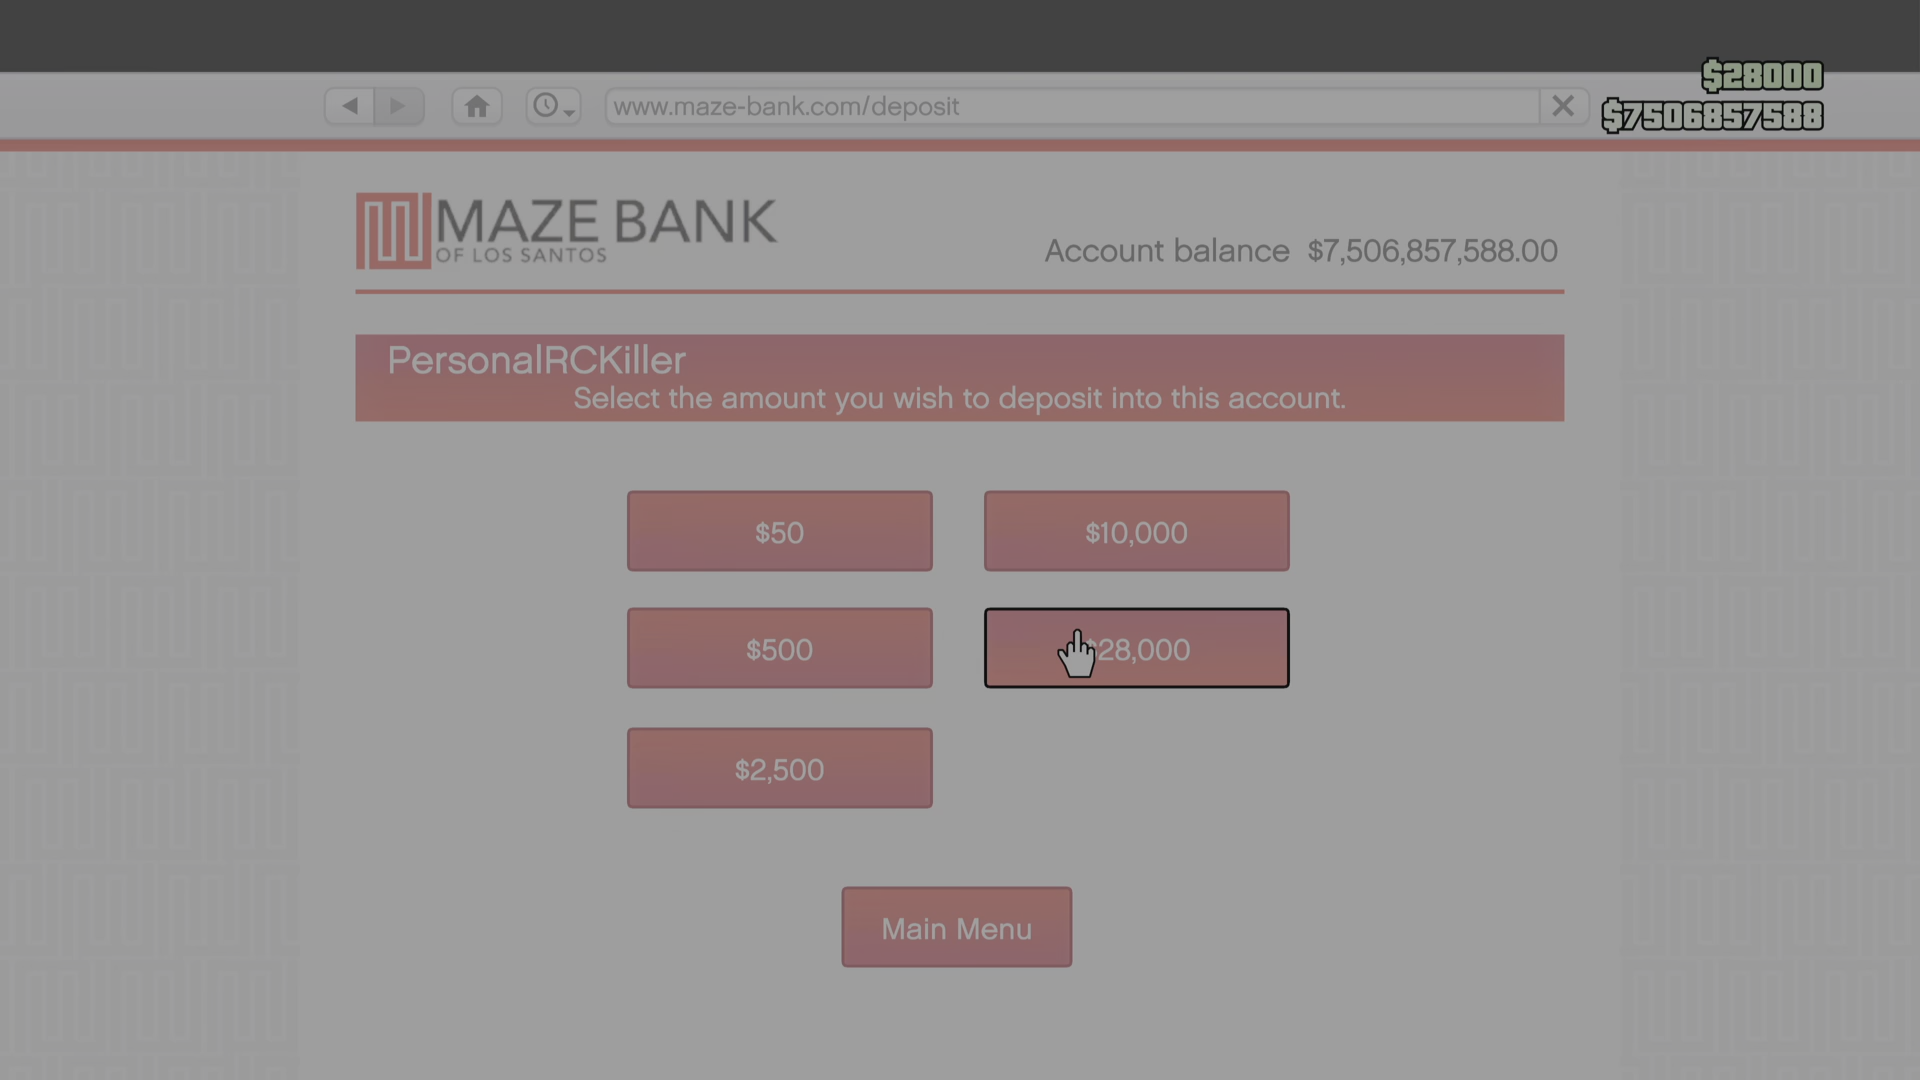 $28000
www.maze-bank.com/deposit
$7506857588
MAZE BANK
OF LOS SANTOS
Account balance $7,506,857,588.00
PersonalRCKiller
Select the amount you wish to deposit into this account.
$50
$10,000
$500
$28,000
$2,500
Main Menu